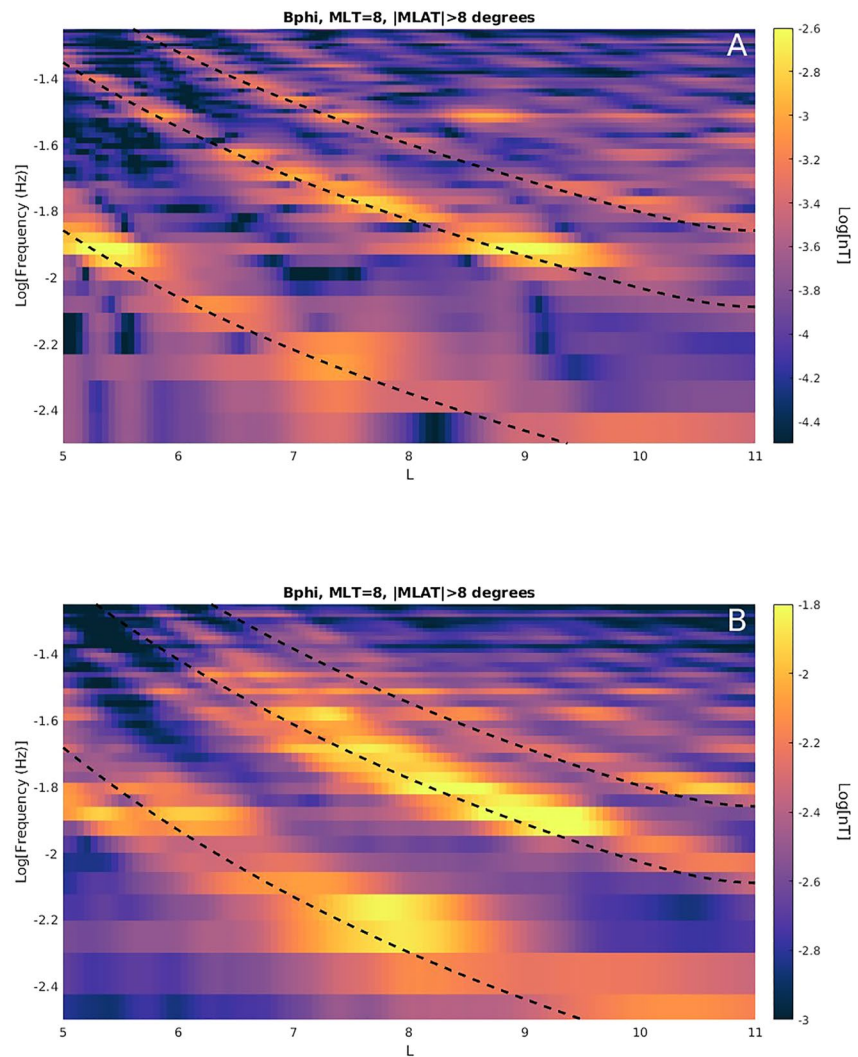 Bphi, MLT=8, |MLAT|>8 degrees
A
-1.4
-1.6
-1.8
-2
-2.2
-2.4
Log[Frequency (Hz)]
5 6 7 8 9 10 11
L
-2.6
-2.8
-3
-3.2
-3.4
-3.6
-3.8
-4
-4.2
-4.4
Log[nT]
Bphi, MLT=8, |MLAT|>8 degrees
B
-1.4
-1.6
-1.8
-2
-2.2
-2.4
Log[Frequency (Hz)]
5 6 7 8 9 10 11
L
-1.8
-2
-2.2
-2.4
-2.6
-2.8
-3
Log[nT]